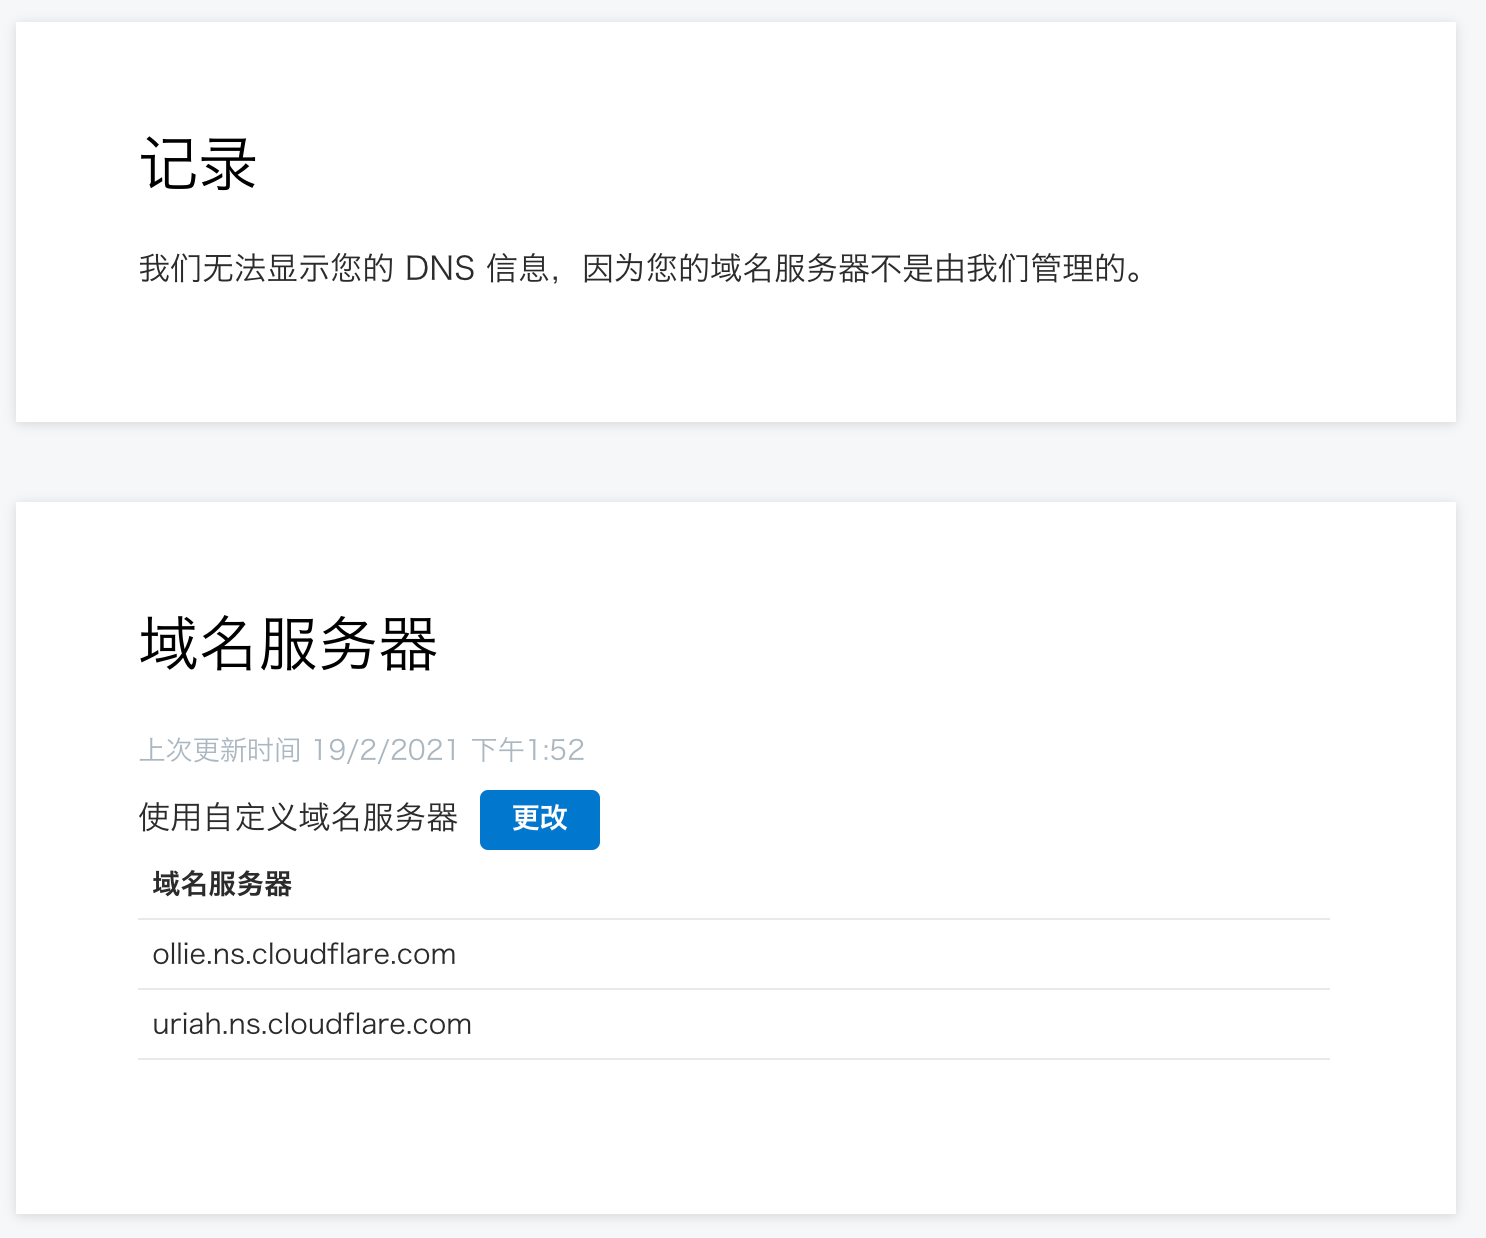 记录
我们无法显示您的 DNS 信息，因为您的域名服务器不是由我们管理的。
域名服务器
上次更新时间 19/2/2021 下午1:52
使用自定义域名服务器 更改
域名服务器
ollie.ns.cloudflare.com
uriah.ns.cloudflare.com